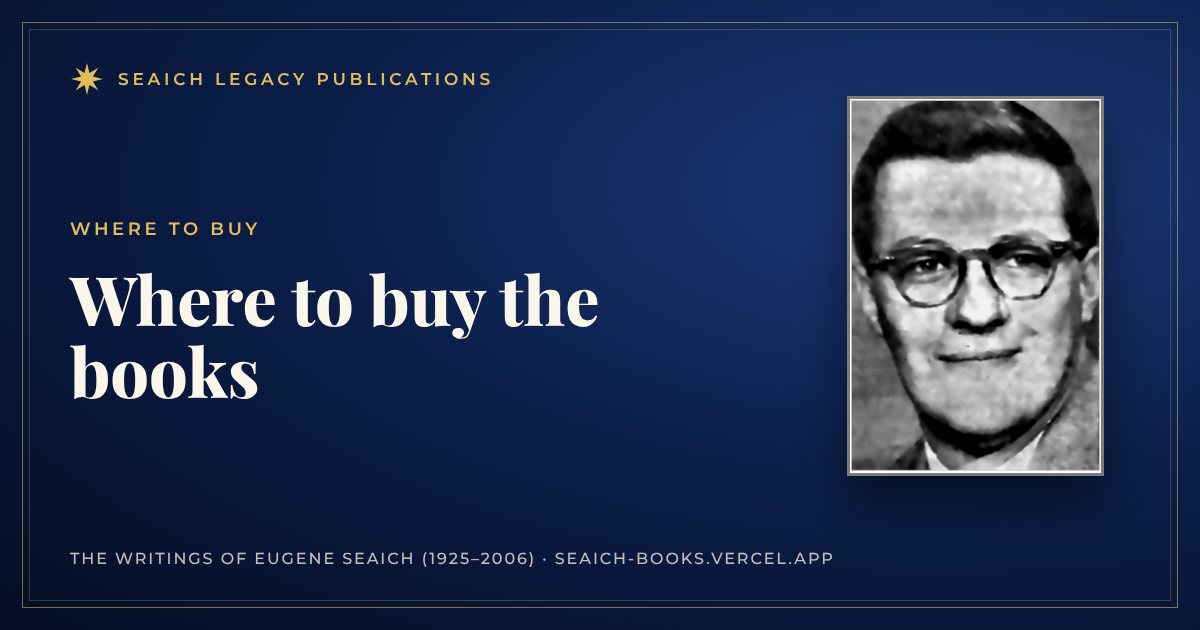 SEAICH LEGACY PUBLICATIONS
WHERE TO BUY
Where to buy the
books
THE WRITINGS OF EUGENE SEAICH (1925–2006) · SEAICH-BOOKS.VERCEL.APP